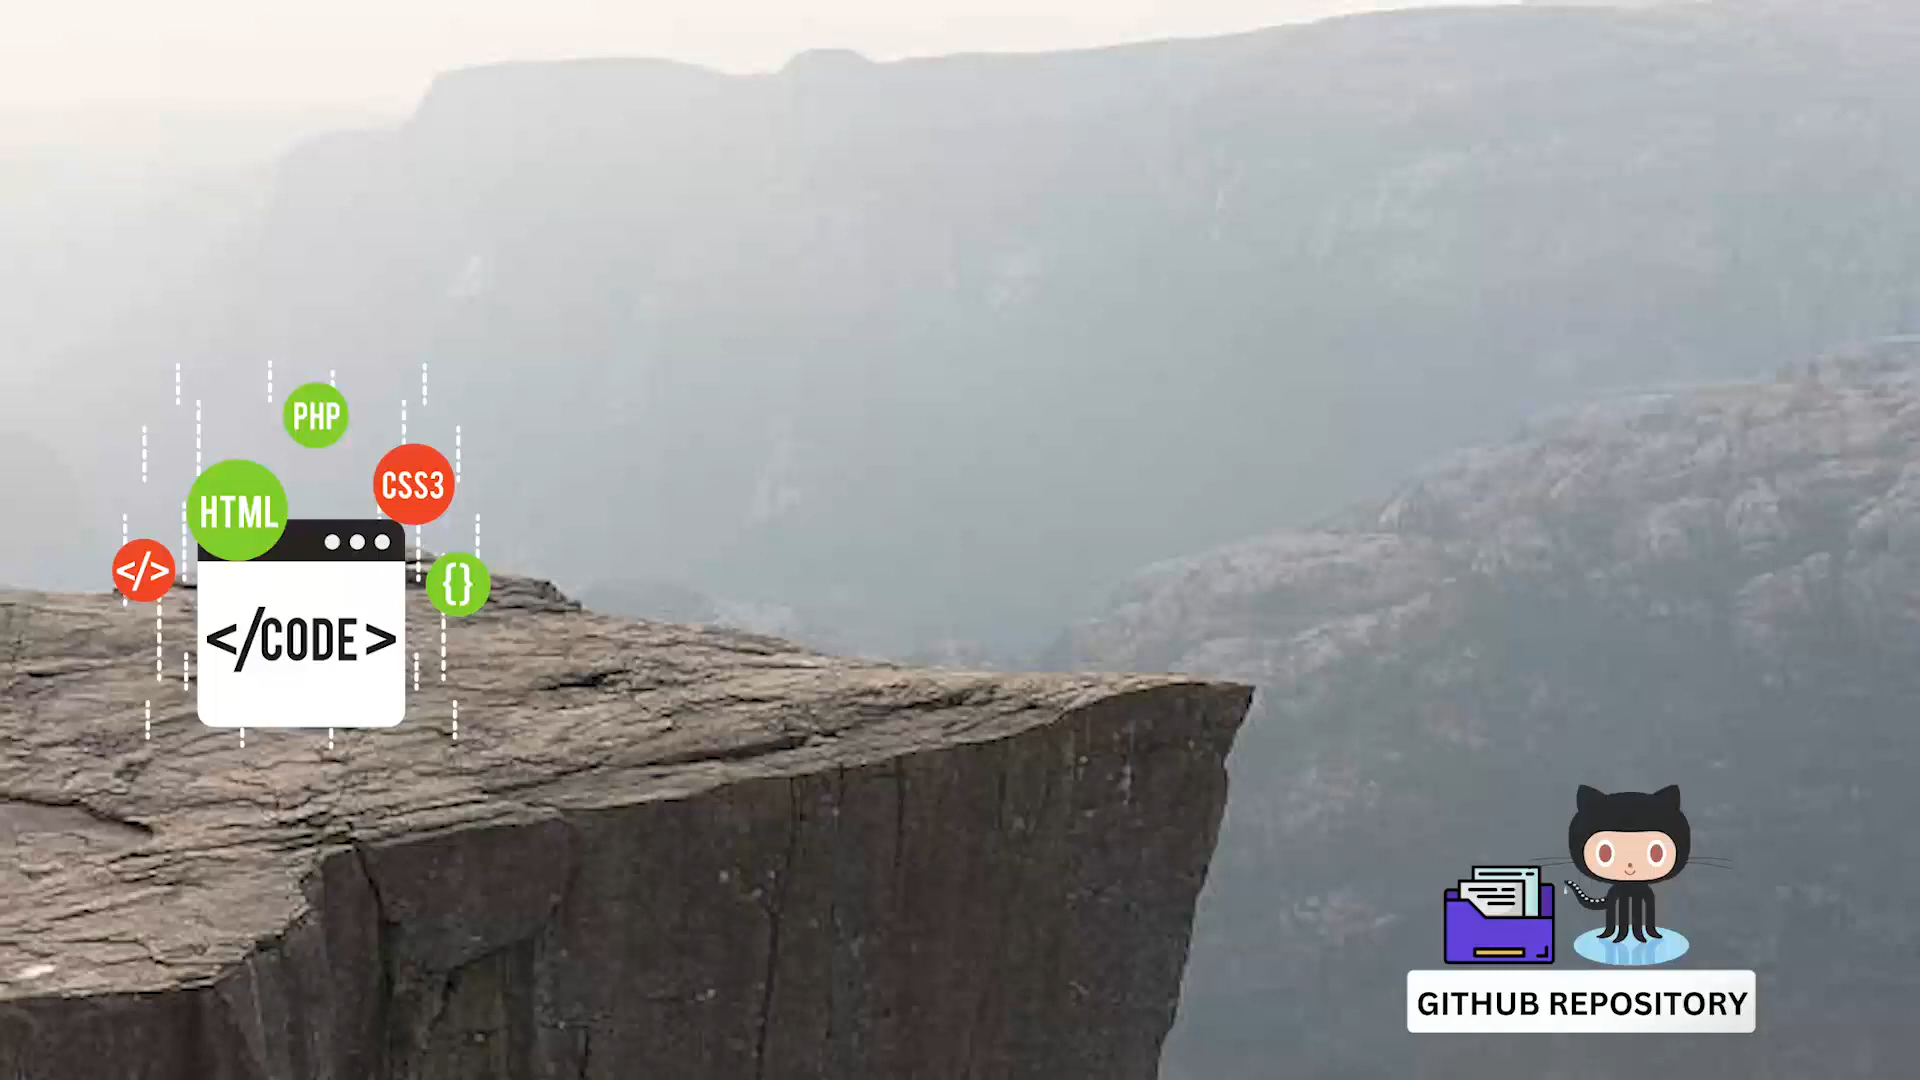 PHP
CSS3
HTML
</>
{}
</CODE>
GITHUB REPOSITORY